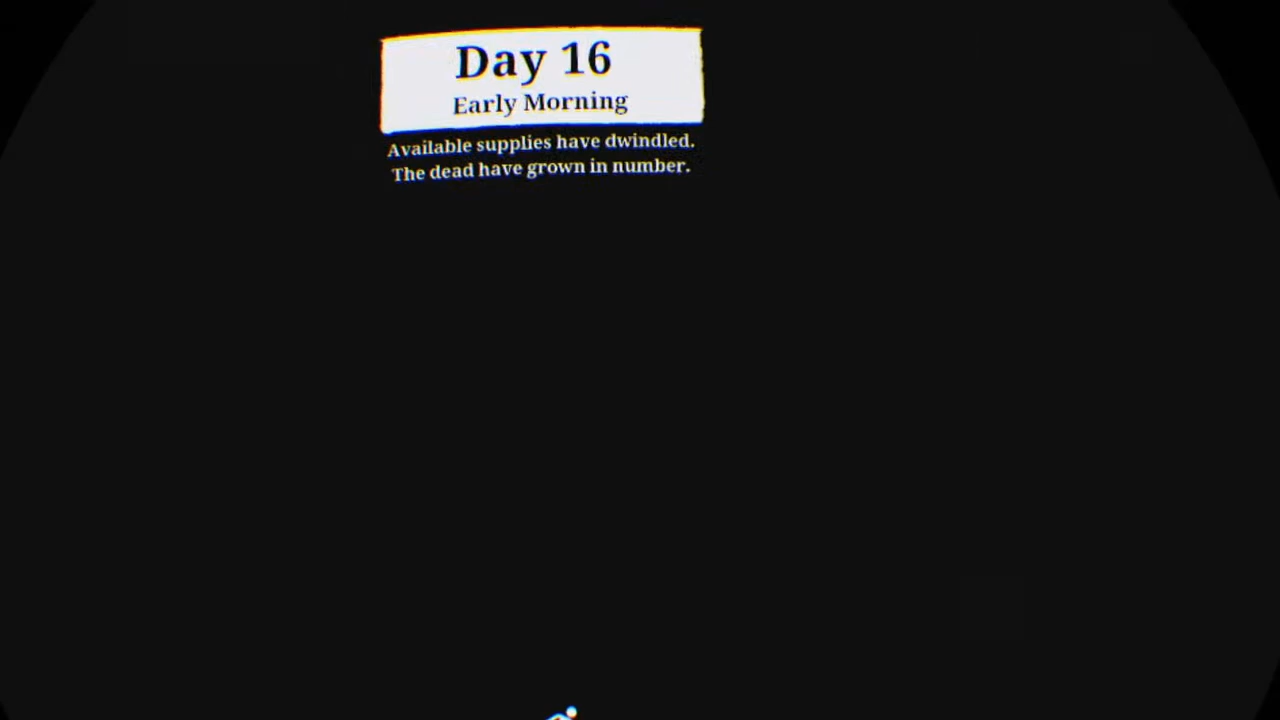 Day 16
Early Morning
Available supplies have dwindled.
The dead have grown in number.